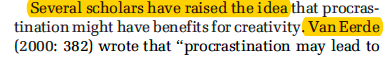 Several scholars have raised the idea that procras-
tination might have benefits for creativity. Van Eerde
(2000: 382) wrote that “procrastination may lead to